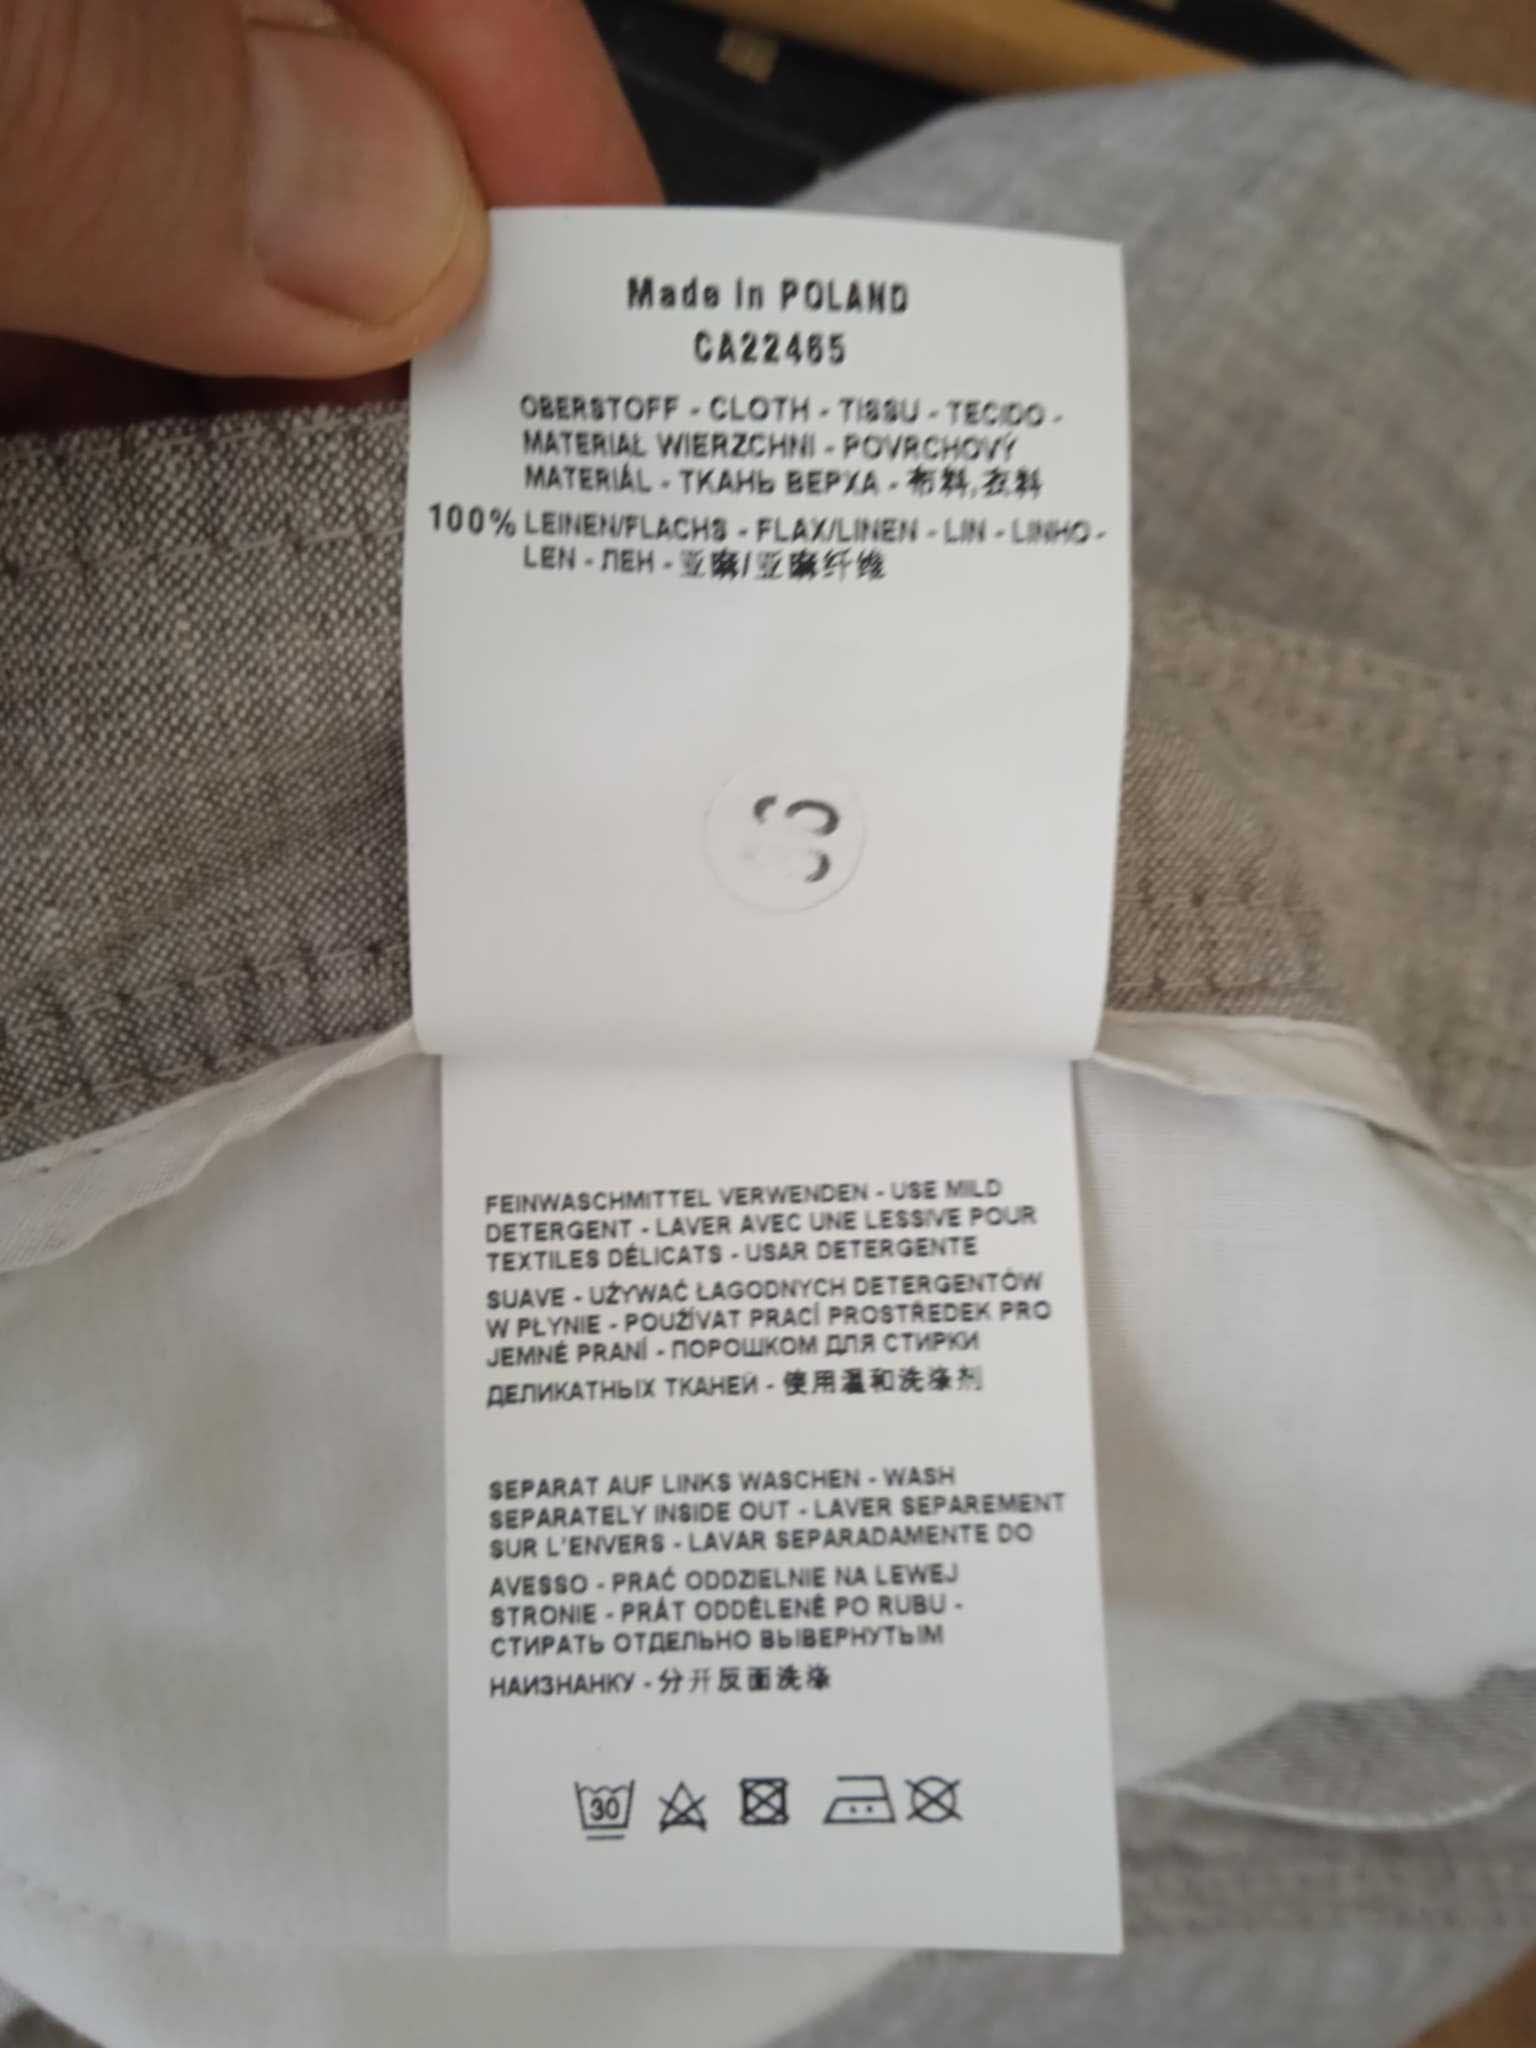 Made in POLAND
CA22465
OBERSTOFF - CLOTH - TISSU - TECIDO -
MATERIAŁ WIERZCHNI - POVRCHOVÝ
MATERIÁL - ТКАНЬ ВЕРХА - 布料,衣料
100% LEINEN/FLACHS - FLAX/LINEN - LIN - LINHO -
LEN - ЛЕН - 亚麻/亚麻纤维
FEINWASCHMITTEL VERWENDEN - USE MILD
DETERGENT - LAVER AVEC UNE LESSIVE POUR
TEXTILES DÉLICATS - USAR DETERGENTE
SUAVE - UŻYWAĆ ŁAGODNYCH DETERGENTÓW
W PŁYNIE - POUŽÍVAT PRACÍ PROSTŘEDEK PRO
JEMNÉ PRANÍ - ПОРОШКОМ ДЛЯ СТИРКИ
ДЕЛИКАТНЫХ ТКАНЕЙ - 使用温和洗涤剂
SEPARAT AUF LINKS WASCHEN - WASH
SEPARATELY INSIDE OUT - LAVER SEPAREMENT
SUR L'ENVERS - LAVAR SEPARADAMENTE DO
AVESSO - PRAĆ ODDZIELNIE NA LEWEJ
STRONIE - PRÁT ODDĚLENĚ PO RUBU -
СТИРАТЬ ОТДЕЛЬНО ВЫВЕРНУТЫМ
НАИЗНАНКУ - 分开反面洗涤
30